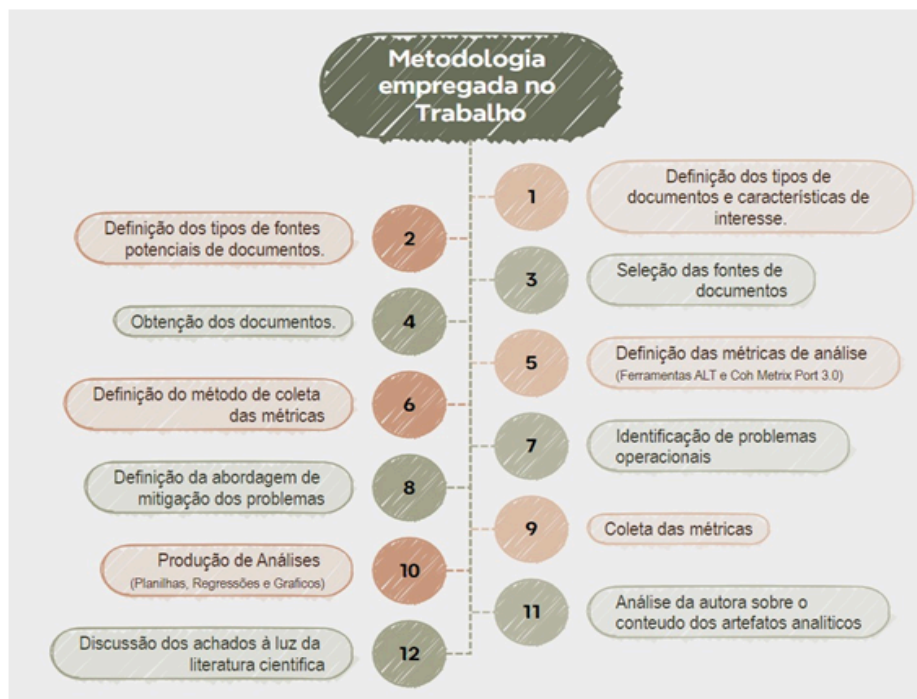 Metodologia
empregada no
Trabalho
1
Definição dos tipos de
documentos e características de
interesse.
2
Definição dos tipos de fontes
potenciais de documentos.
3
Seleção das fontes de
documentos
4
Obtenção dos documentos.
5
Definição das métricas de análise
(Ferramentas ALT e Coh Metrix Port 3.0)
6
Definição do método de coleta
das métricas
7
Identificação de problemas
operacionais
8
Definição da abordagem de
mitigação dos problemas
9
Coleta das métricas
10
Produção de Análises
(Planilhas, Regressões e Graficos)
11
Análise da autora sobre o
conteudo dos artefatos analiticos
12
Discussão dos achados à luz da
literatura cientifica